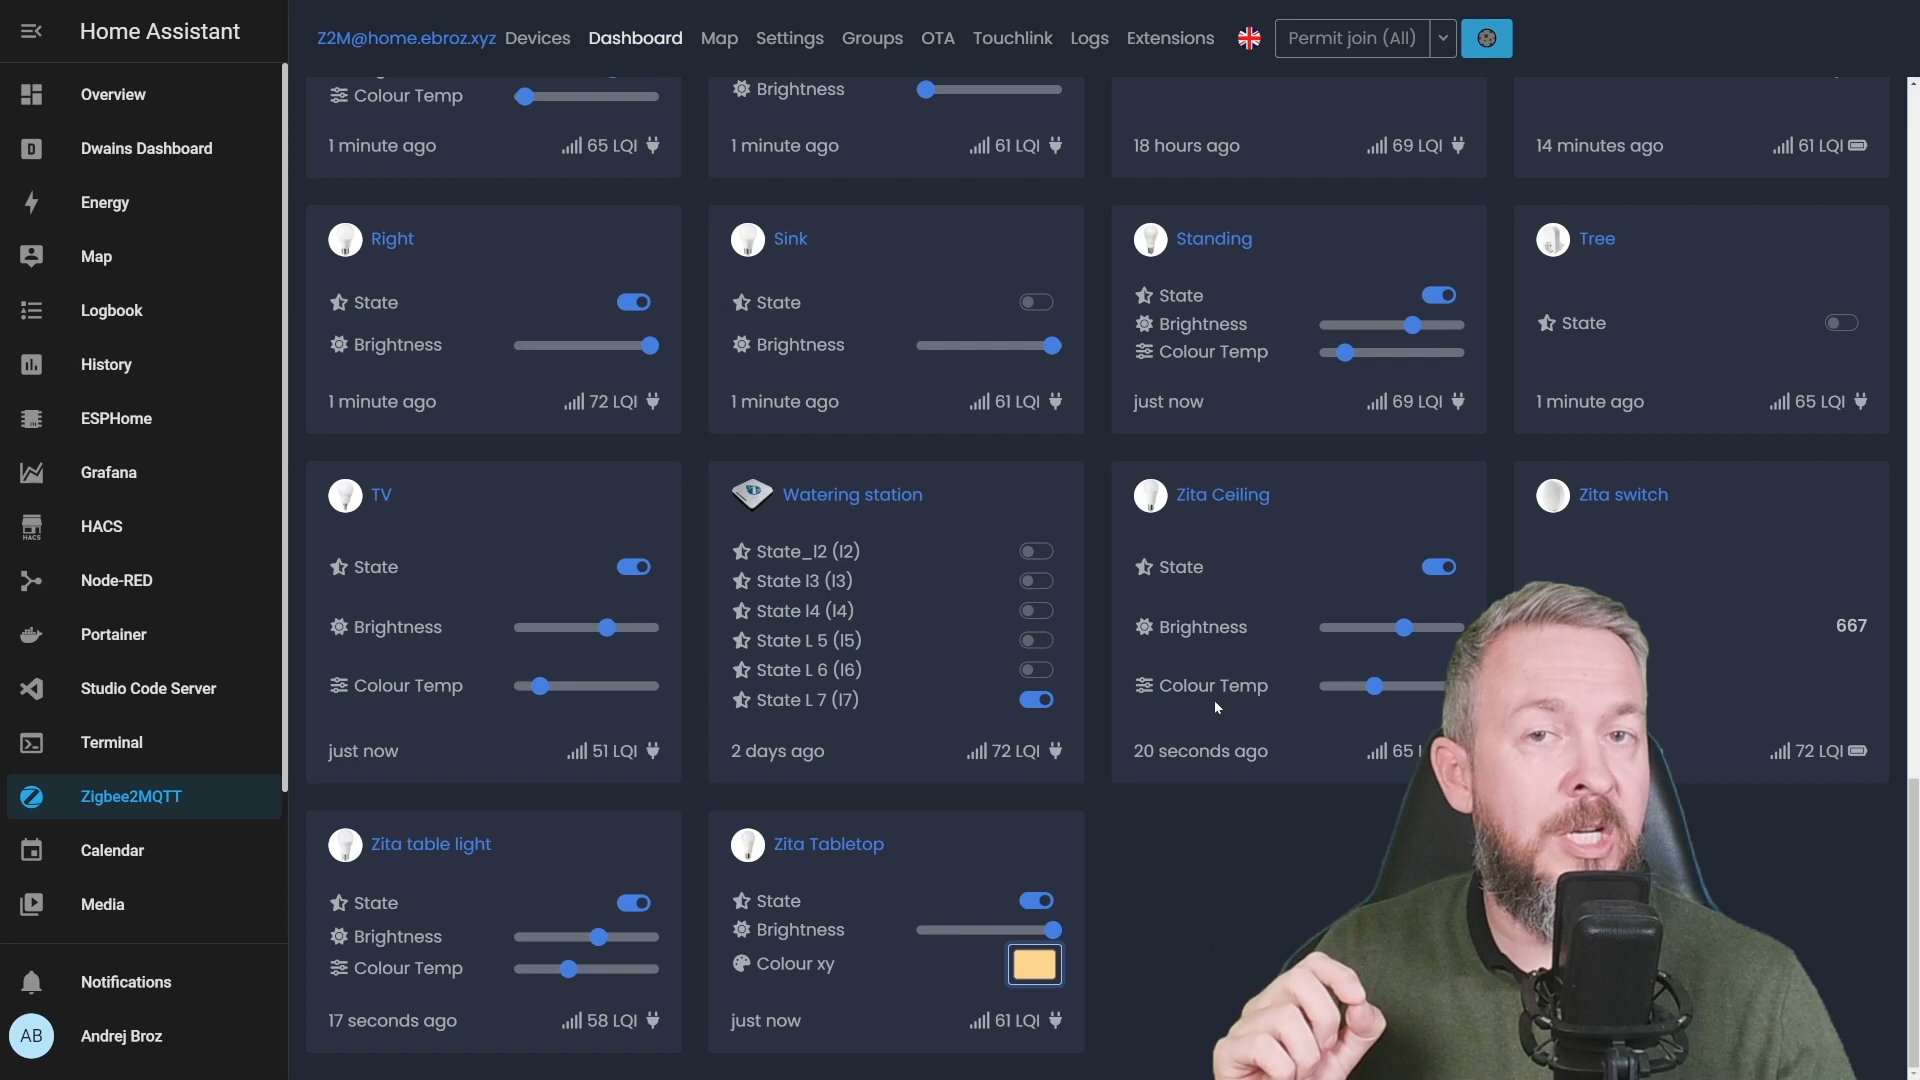 Home Assistant
Z2M@home.ebroz.xyz Devices Dashboard Map Settings Groups OTA Touchlink Logs Extensions Permit join (All)
Overview
Dwains Dashboard
Energy
Map
Logbook
History
ESPHome
Grafana
HACS
HACS
Node-RED
Portainer
Studio Code Server
Terminal
Zigbee2MQTT
Calendar
Media
Notifications
AB Andrej Broz
Colour Temp
1 minute ago 65 LQI
Brightness
1 minute ago 61 LQI
18 hours ago 69 LQI
14 minutes ago 61 LQI
Right
State
Brightness
1 minute ago 72 LQI
Sink
State
Brightness
1 minute ago 61 LQI
Standing
State
Brightness
Colour Temp
just now 69 LQI
Tree
State
1 minute ago 65 LQI
TV
State
Brightness
Colour Temp
just now 51 LQI
Watering station
State_l2 (l2)
State l3 (l3)
State l4 (l4)
State L 5 (l5)
State L 6 (l6)
State L 7 (l7)
2 days ago 72 LQI
Zita Ceiling
State
Brightness
Colour Temp
20 seconds ago 65
Zita switch
667
72 LQI
Zita table light
State
Brightness
Colour Temp
17 seconds ago 58 LQI
Zita Tabletop
State
Brightness
Colour xy
just now 61 LQI